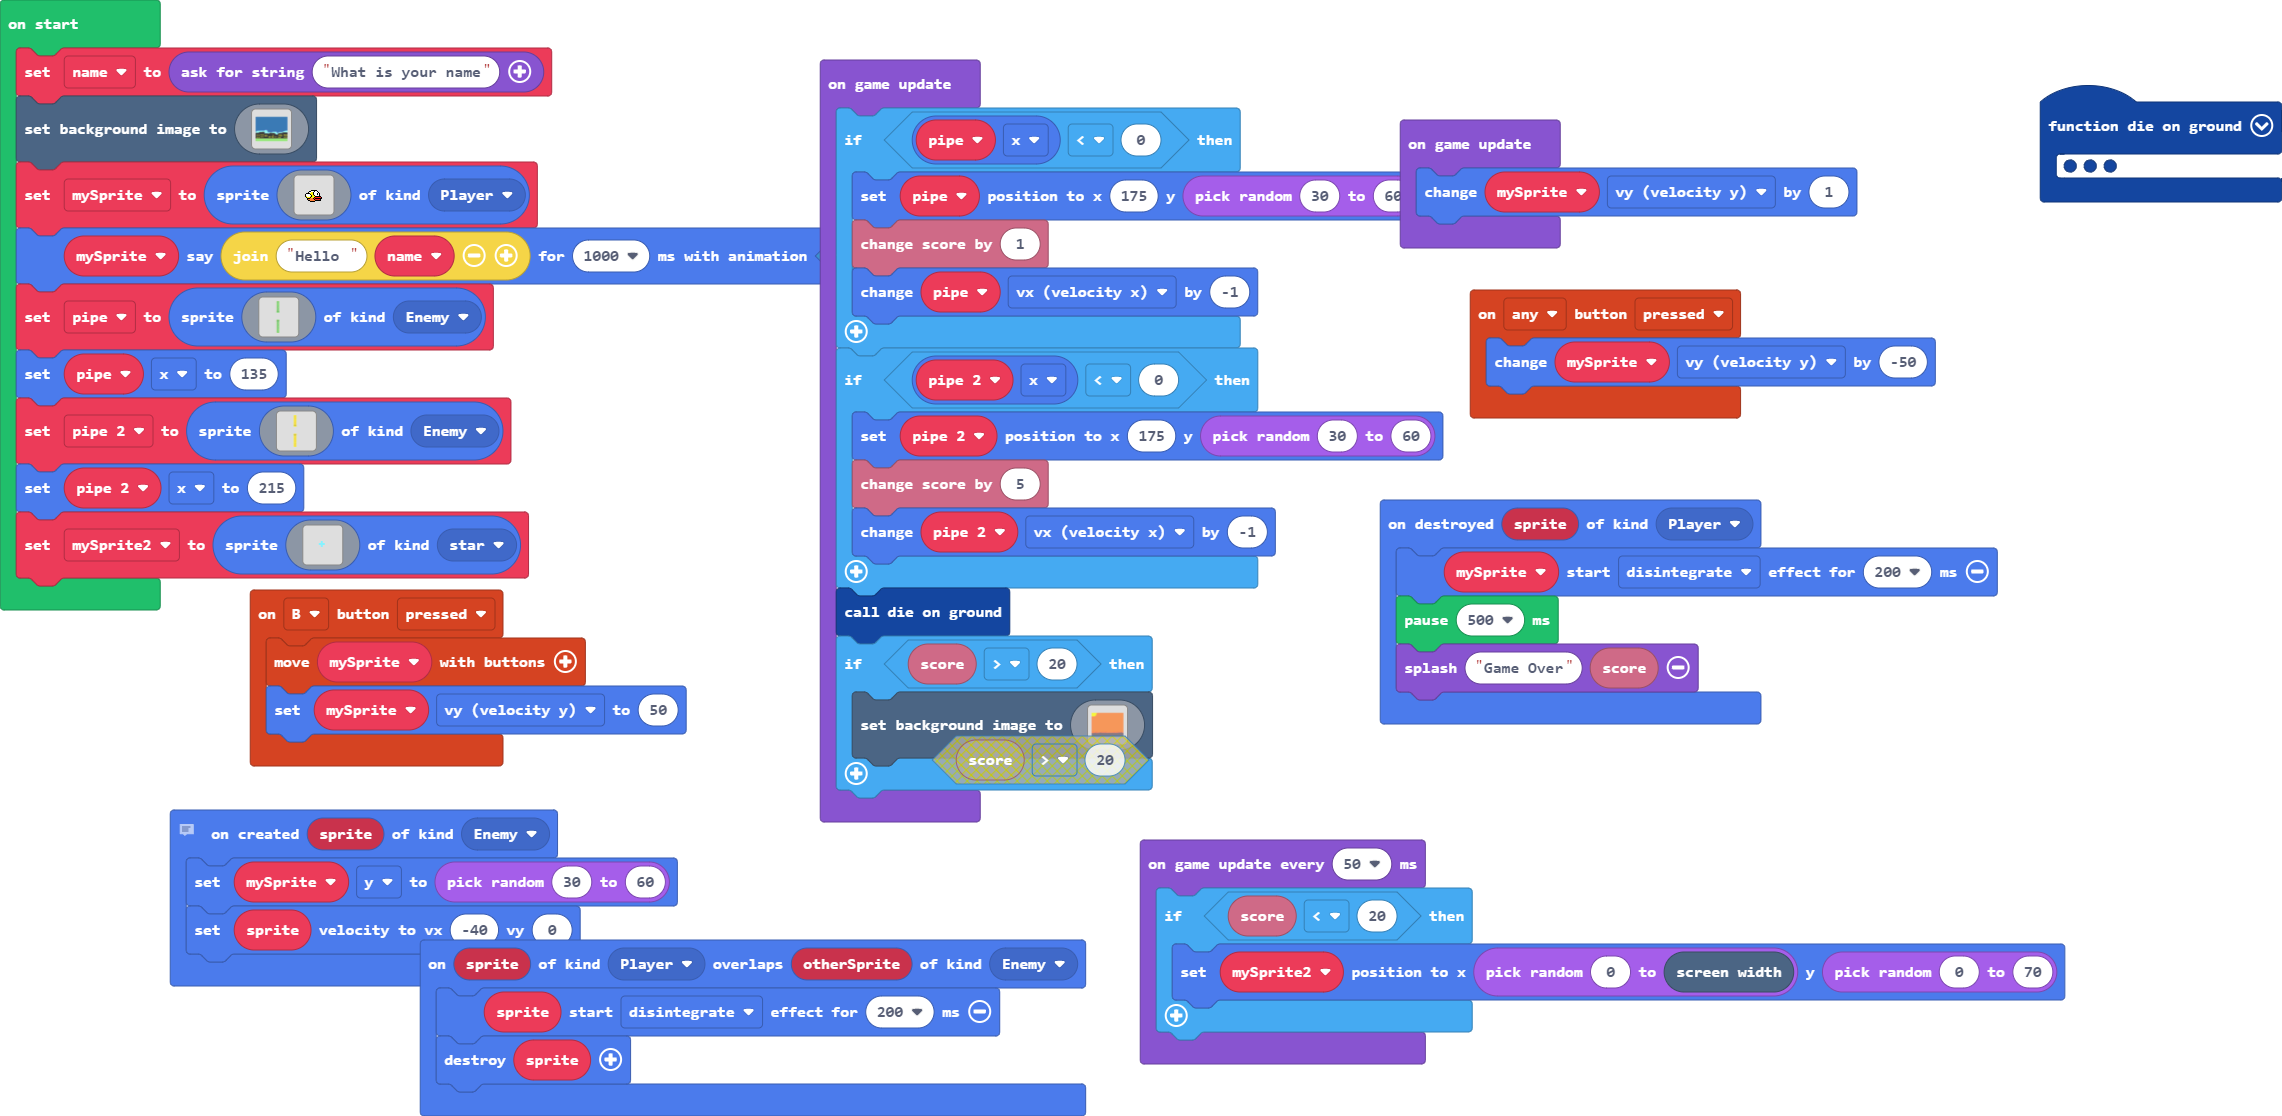 on start
set name to ask for string "What is your name"
set background image to
set mySprite to sprite of kind Player
mySprite say join "Hello " name for 1000 ms with animation
set pipe to sprite of kind Enemy
set pipe x to 135
set pipe 2 to sprite of kind Enemy
set pipe 2 x to 215
set mySprite2 to sprite of kind star
on B button pressed
move mySprite with buttons
set mySprite vy (velocity y) to 50
on created sprite of kind Enemy
set mySprite y to pick random 30 to 60
set sprite velocity to vx -40 vy 0
on sprite of kind Player overlaps otherSprite of kind Enemy
sprite start disintegrate effect for 200 ms
destroy sprite
on game update
if pipe x < 0 then
set pipe position to x 175 y pick random 30 to 60
change score by 1
change pipe vx (velocity x) by -1
if pipe 2 x < 0 then
set pipe 2 position to x 175 y pick random 30 to 60
change score by 5
change pipe 2 vx (velocity x) by -1
call die on ground
if score > 20 then
set background image to
score > 20
on game update
change mySprite vy (velocity y) by 1
on any button pressed
change mySprite vy (velocity y) by -50
on destroyed sprite of kind Player
mySprite start disintegrate effect for 200 ms
pause 500 ms
splash "Game Over" score
on game update every 50 ms
if score < 20 then
set mySprite2 position to x pick random 0 to screen width y pick random 0 to 70
function die on ground